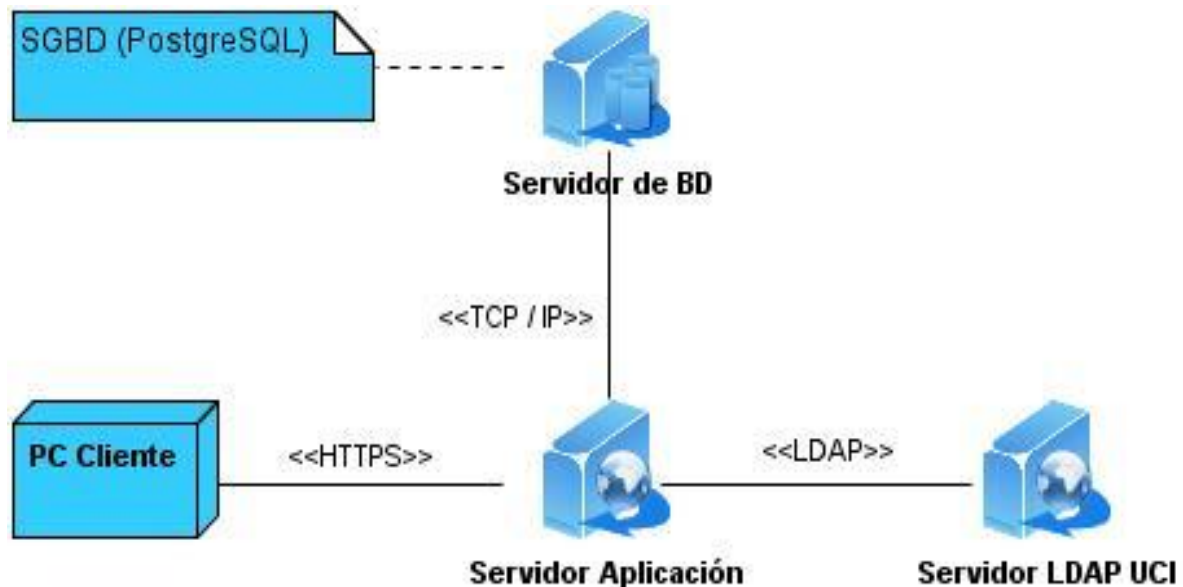 SGBD (PostgreSQL)
Servidor de BD
<<TCP / IP>>
PC Cliente
<<HTTPS>>
<<LDAP>>
Servidor Aplicación
Servidor LDAP UCI